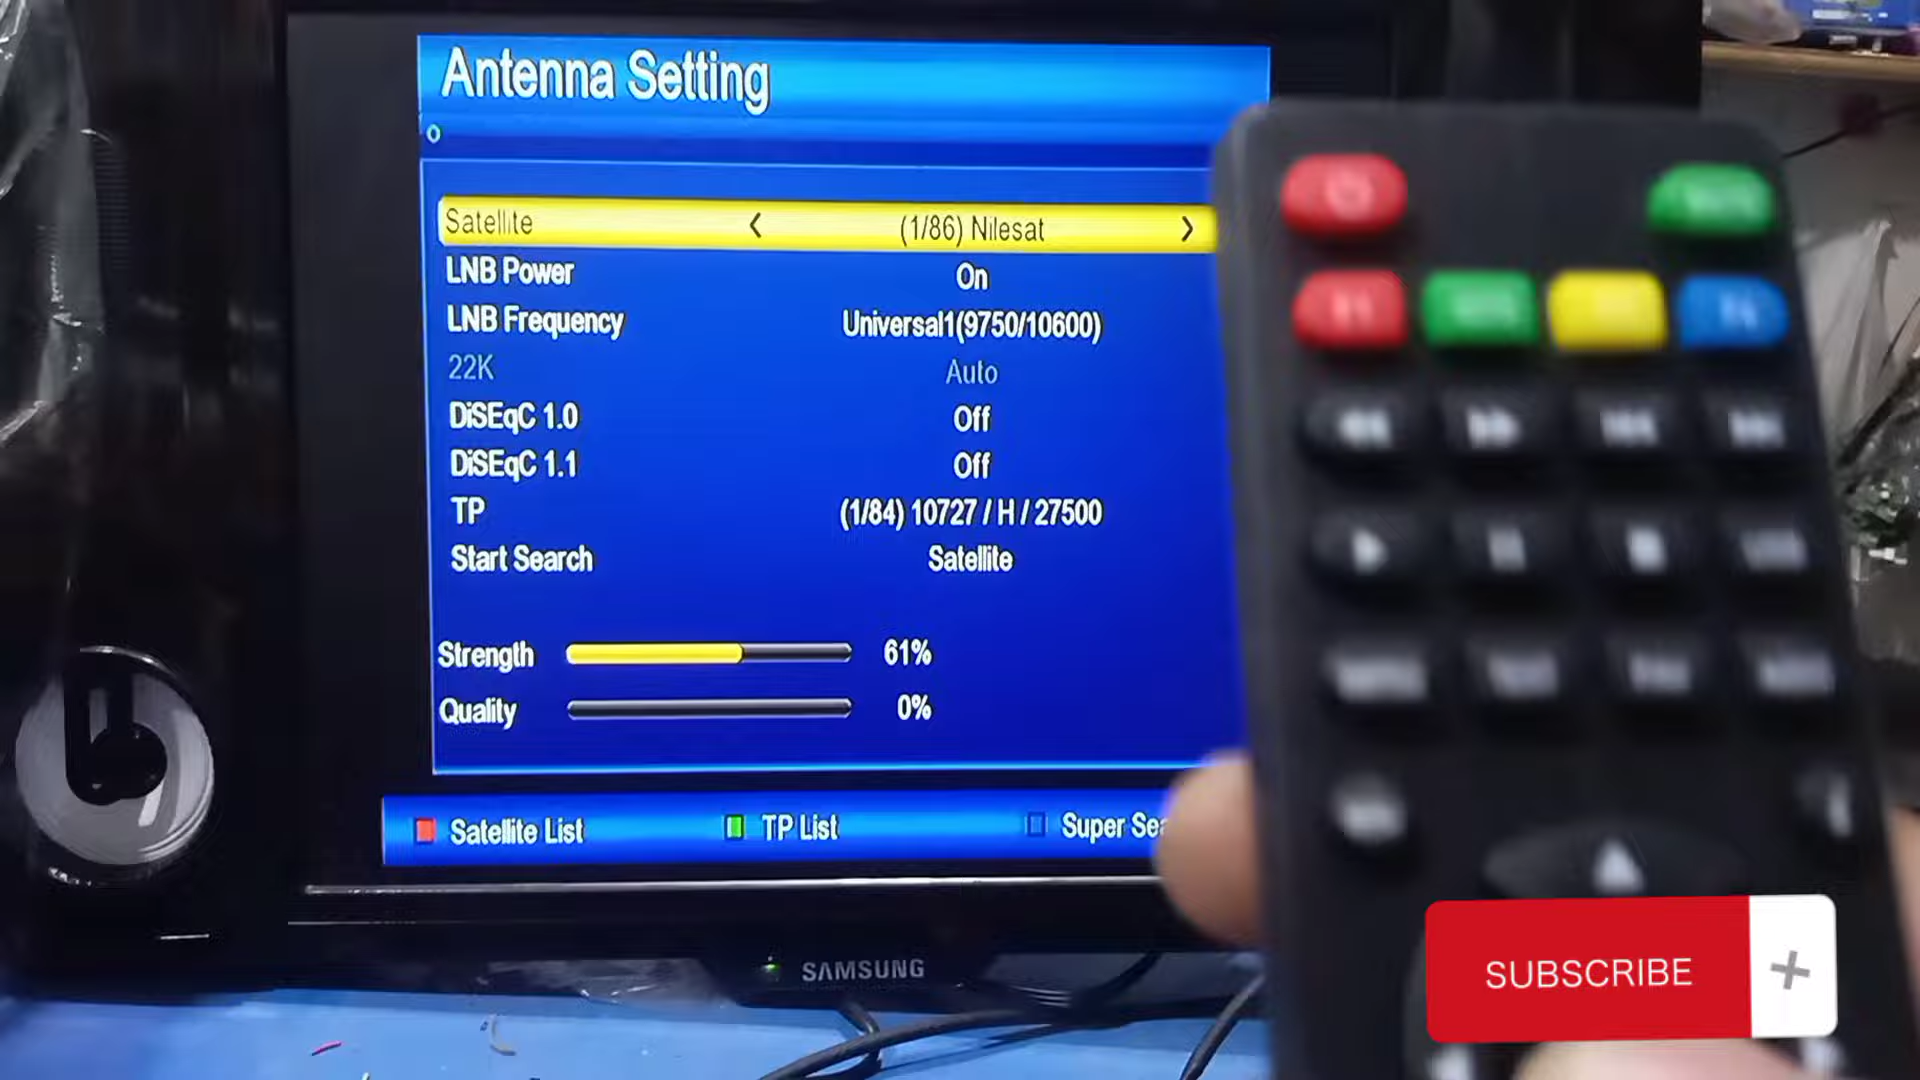 Antenna Setting
Satellite < (1/86) Nilesat >
LNB Power On
LNB Frequency Universal1(9750/10600)
22K Auto
DiSEqC 1.0 Off
DiSEqC 1.1 Off
TP (1/84) 10727 / H / 27500
Start Search Satellite
Strength 61%
Quality 0%
Satellite List TP List Super Sea
SAMSUNG
SUBSCRIBE +